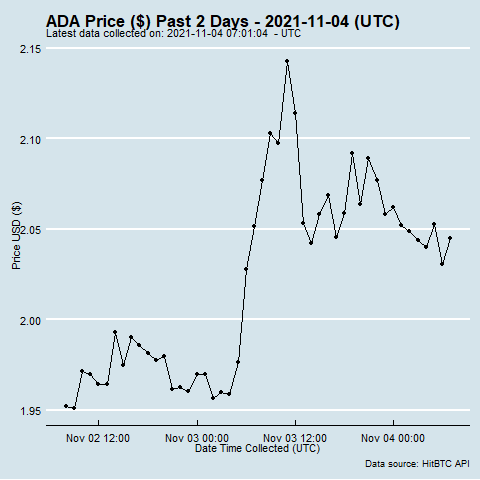 ADA Price ($) Past 2 Days - 2021-11-04 (UTC)
Latest data collected on: 2021-11-04 07:01:04 - UTC
2.15
2.10
2.05
2.00
1.95
Price USD ($)
Nov 02 12:00
Nov 03 00:00
Nov 03 12:00
Nov 04 00:00
Date Time Collected (UTC)
Data source: HitBTC API